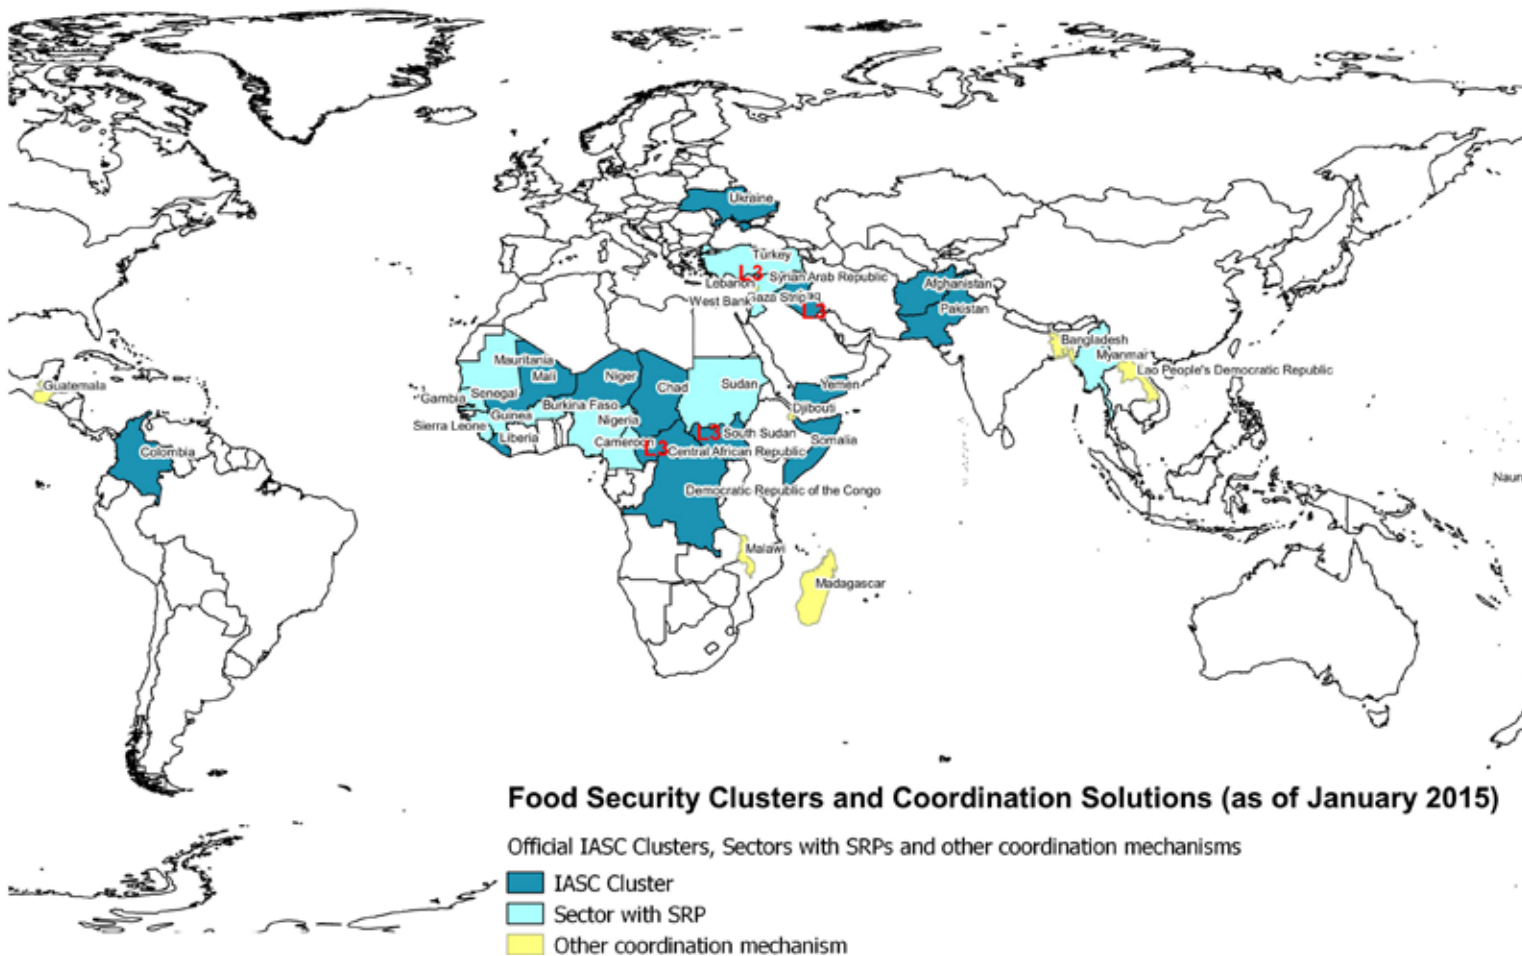 Ukraine
Turkey
L3
Syrian Arab Republic
Lebanon
West Bank
Gaza Strip
L3
Afghanistan
Pakistan
Bangladesh
Myanmar
Lao People's Democratic Republic
Guatemala
Colombia
Mauritania
Mali
Niger
Chad
Sudan
Yemen
Djibouti
Gambia
Senegal
Guinea
Burkina Faso
Nigeria
Sierra Leone
Liberia
Cameroon
L3
L3
South Sudan
Somalia
Central African Republic
Democratic Republic of the Congo
Malawi
Madagascar
Food Security Clusters and Coordination Solutions (as of January 2015)
Official IASC Clusters, Sectors with SRPs and other coordination mechanisms
IASC Cluster
Sector with SRP
Other coordination mechanism